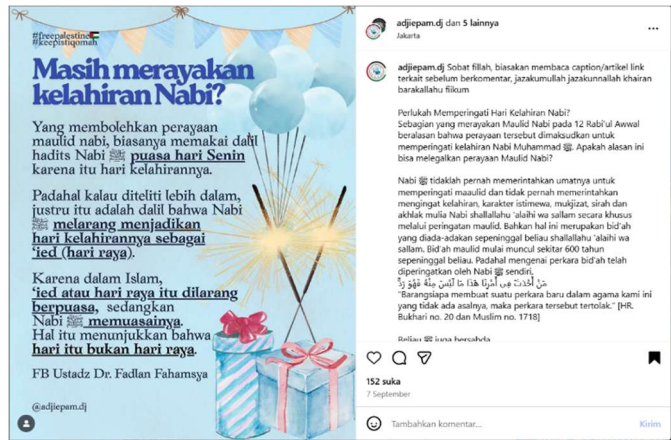 #freepalestine
#keepistiqomah
Masih merayakan
kelahiran Nabi?
Yang membolehkan perayaan
maulid nabi, biasanya memakai dalil
hadits Nabi ﷺ puasa hari Senin
karena itu hari kelahirannya.
Padahal kalau diteliti lebih dalam,
justru itu adalah dalil bahwa Nabi
ﷺ melarang menjadikan
hari kelahirannya sebagai
'ied (hari raya).
Karena dalam Islam,
'ied atau hari raya itu dilarang
berpuasa, sedangkan
Nabi ﷺ memuasainya.
Hal itu menunjukkan bahwa
hari itu bukan hari raya.
FB Ustadz Dr. Fadlan Fahamsya
@adjiepam.dj
adjiepam.dj dan 5 lainnya
Jakarta
adjiepam.dj Sobat fillah, biasakan membaca caption/artikel link
terkait sebelum berkomentar, jazakumullah jazakunnallah khairan
barakallahu fiikum
Perlukah Memperingati Hari Kelahiran Nabi?
Sebagian yang merayakan Maulid Nabi pada 12 Rabi'ul Awwal
beralasan bahwa perayaan tersebut dimaksudkan untuk
memperingati kelahiran Nabi Muhammad ﷺ. Apakah alasan ini
bisa melegalkan perayaan Maulid Nabi?
Nabi ﷺ tidaklah pernah memerintahkan umatnya untuk
memperingati maaulid dan tidak pernah memerintahkan
mengingat kelahiran, karakter istimewa, mukjizat, sirah dan
akhlak mulia Nabi shallallahu 'alaihi wa sallam secara khusus
melalui peringatan maulid. Bahkan hal ini merupakan bid'ah
yang diada-adakan sepeninggal beliau shallallahu 'alaihi wa
sallam. Bid'ah maulid mulai muncul sekitar 600 tahun
sepeninggal beliau. Padahal mengenai perkara bid'ah telah
diperingatkan oleh Nabi ﷺ sendiri.
مَنْ أَحْدَثَ فِى أَمْرِنَا هَذَا مَا لَيْسَ مِنْهُ فَهُوَ رَدٌّ
"Barangsiapa membuat suatu perkara baru dalam agama kami ini
yang tidak ada asalnya, maka perkara tersebut tertolak." [HR.
Bukhari no. 20 dan Muslim no. 1718]
Beliau ﷺ juga bersabda
152 suka
7 September
Tambahkan komentar...
Kirim